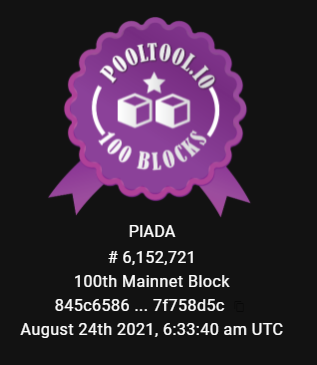 POOLTOOL.IO
100 BLOCKS
PIADA
# 6,152,721
100th Mainnet Block
845c6586 ... 7f758d5c
August 24th 2021, 6:33:40 am UTC